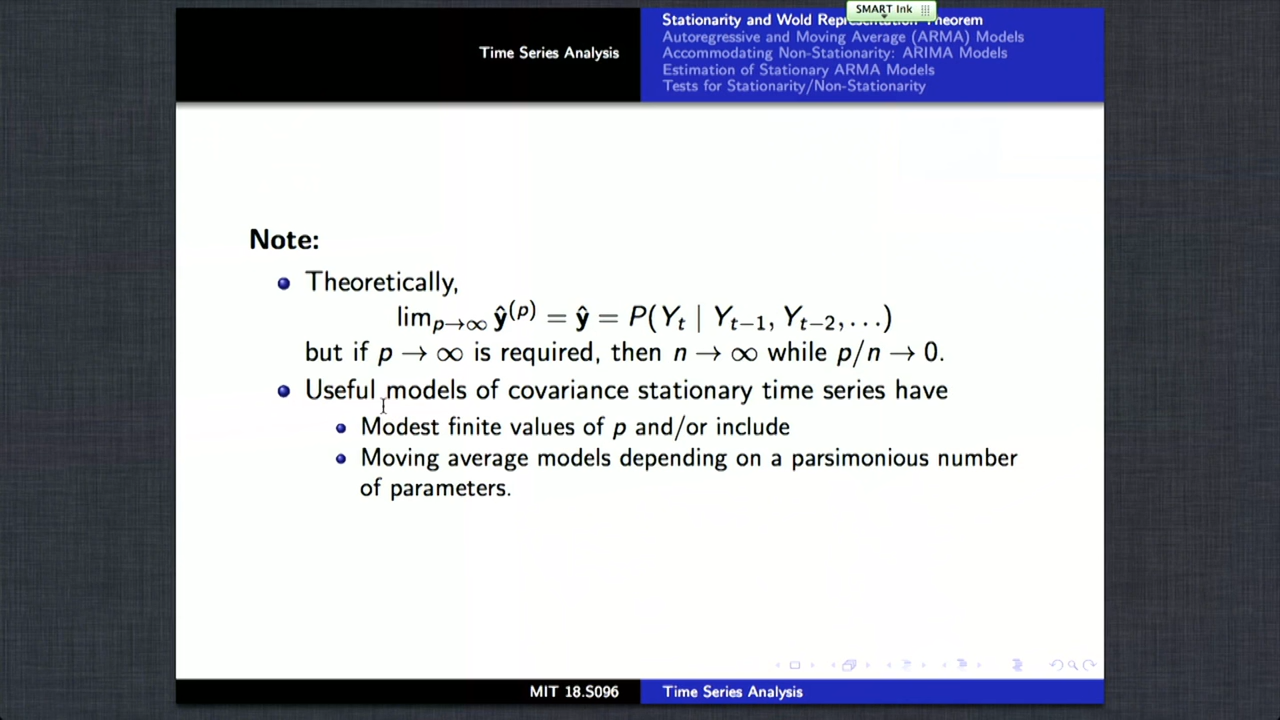 SMART Ink
Time Series Analysis
Stationarity and Wold Representation Theorem
Autoregressive and Moving Average (ARMA) Models
Accommodating Non-Stationarity: ARIMA Models
Estimation of Stationary ARMA Models
Tests for Stationarity/Non-Stationarity
Note:
Theoretically,
lim_{p→∞} ŷ^{(p)} = ŷ = P(Y_t | Y_{t−1}, Y_{t−2}, . . .)
but if p → ∞ is required, then n → ∞ while p/n → 0.
Useful models of covariance stationary time series have
Modest finite values of p and/or include
Moving average models depending on a parsimonious number
of parameters.
MIT 18.S096
Time Series Analysis